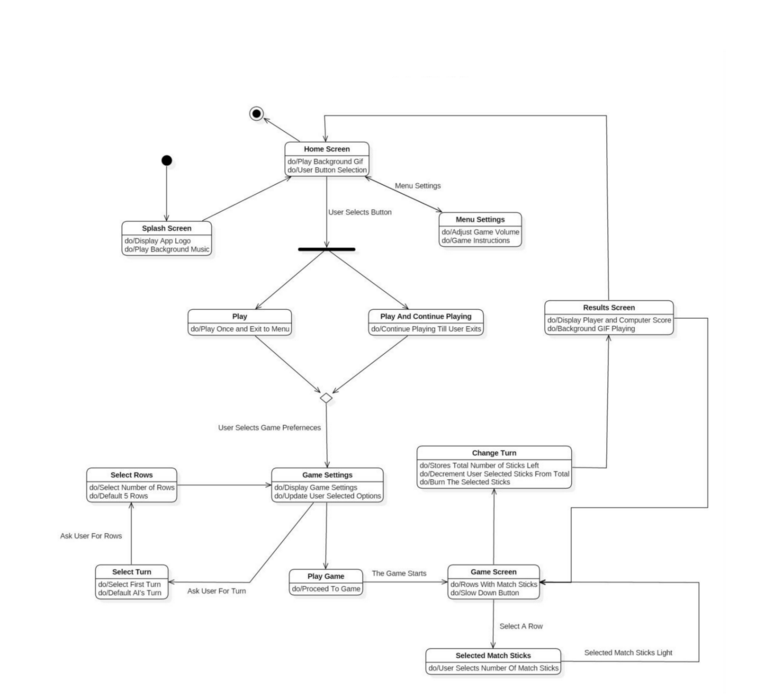 Home Screen
do/Play Background Gif
do/User Button Selection
Menu Settings
User Selects Button
Splash Screen
do/Display App Logo
do/Play Background Music
Menu Settings
do/Adjust Game Volume
do/Game Instructions
Play
do/Play Once and Exit to Menu
Play And Continue Playing
do/Continue Playing Till User Exits
Results Screen
do/Display Player and Computer Score
do/Background GIF Playing
User Selects Game Preferneces
Select Rows
do/Select Number of Rows
do/Default 5 Rows
Game Settings
do/Display Game Settings
do/Update User Selected Options
Change Turn
do/Stores Total Number of Sticks Left
do/Decrement User Selected Sticks From Total
do/Burn The Selected Sticks
Ask User For Rows
Select Turn
do/Select First Turn
do/Default AI's Turn
Ask User For Turn
Play Game
do/Proceed To Game
The Game Starts
Game Screen
do/Rows With Match Sticks
do/Slow Down Button
Select A Row
Selected Match Sticks
do/User Selects Number Of Match Sticks
Selected Match Sticks Light